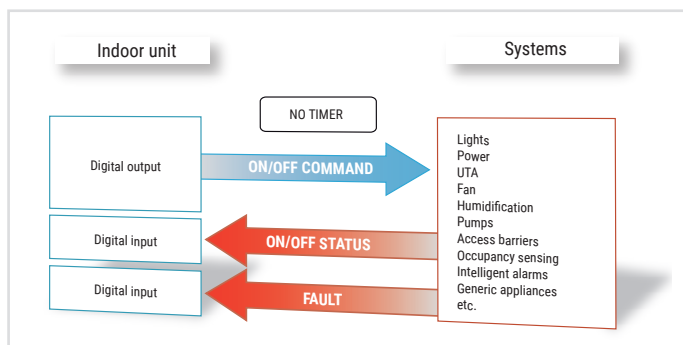 Indoor unit
Systems
NO TIMER
Digital output
ON/OFF COMMAND
Digital input
ON/OFF STATUS
Digital input
FAULT
Lights
Power
UTA
Fan
Humidification
Pumps
Access barriers
Occupancy sensing
Intelligent alarms
Generic appliances
etc.